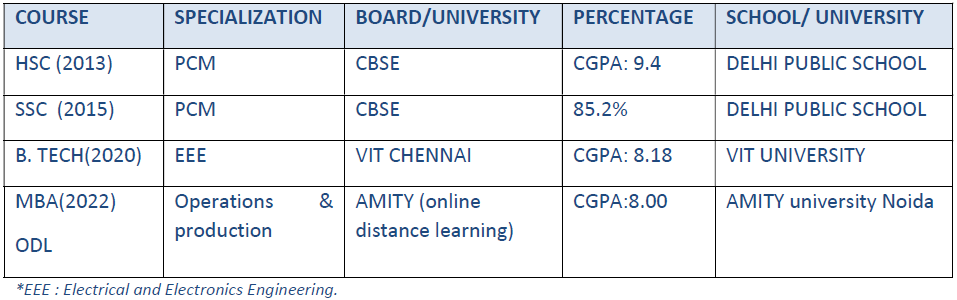 COURSE SPECIALIZATION BOARD/UNIVERSITY PERCENTAGE SCHOOL/ UNIVERSITY
HSC (2013) PCM CBSE CGPA: 9.4 DELHI PUBLIC SCHOOL
SSC (2015) PCM CBSE 85.2% DELHI PUBLIC SCHOOL
B. TECH(2020) EEE VIT CHENNAI CGPA: 8.18 VIT UNIVERSITY
MBA(2022) Operations & AMITY (online CGPA:8.00 AMITY university Noida
production distance learning)
ODL
*EEE : Electrical and Electronics Engineering.